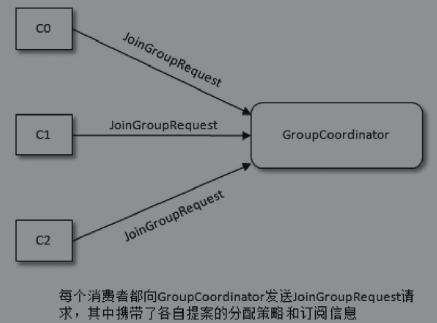 C0
JoinGroupRequest
C1
JoinGroupRequest
GroupCoordinator
JoinGroupRequest
C2
每个消费者都向GroupCoordinator发送JoinGroupRequest请
求，其中携带了各自提案的分配策略和订阅信息